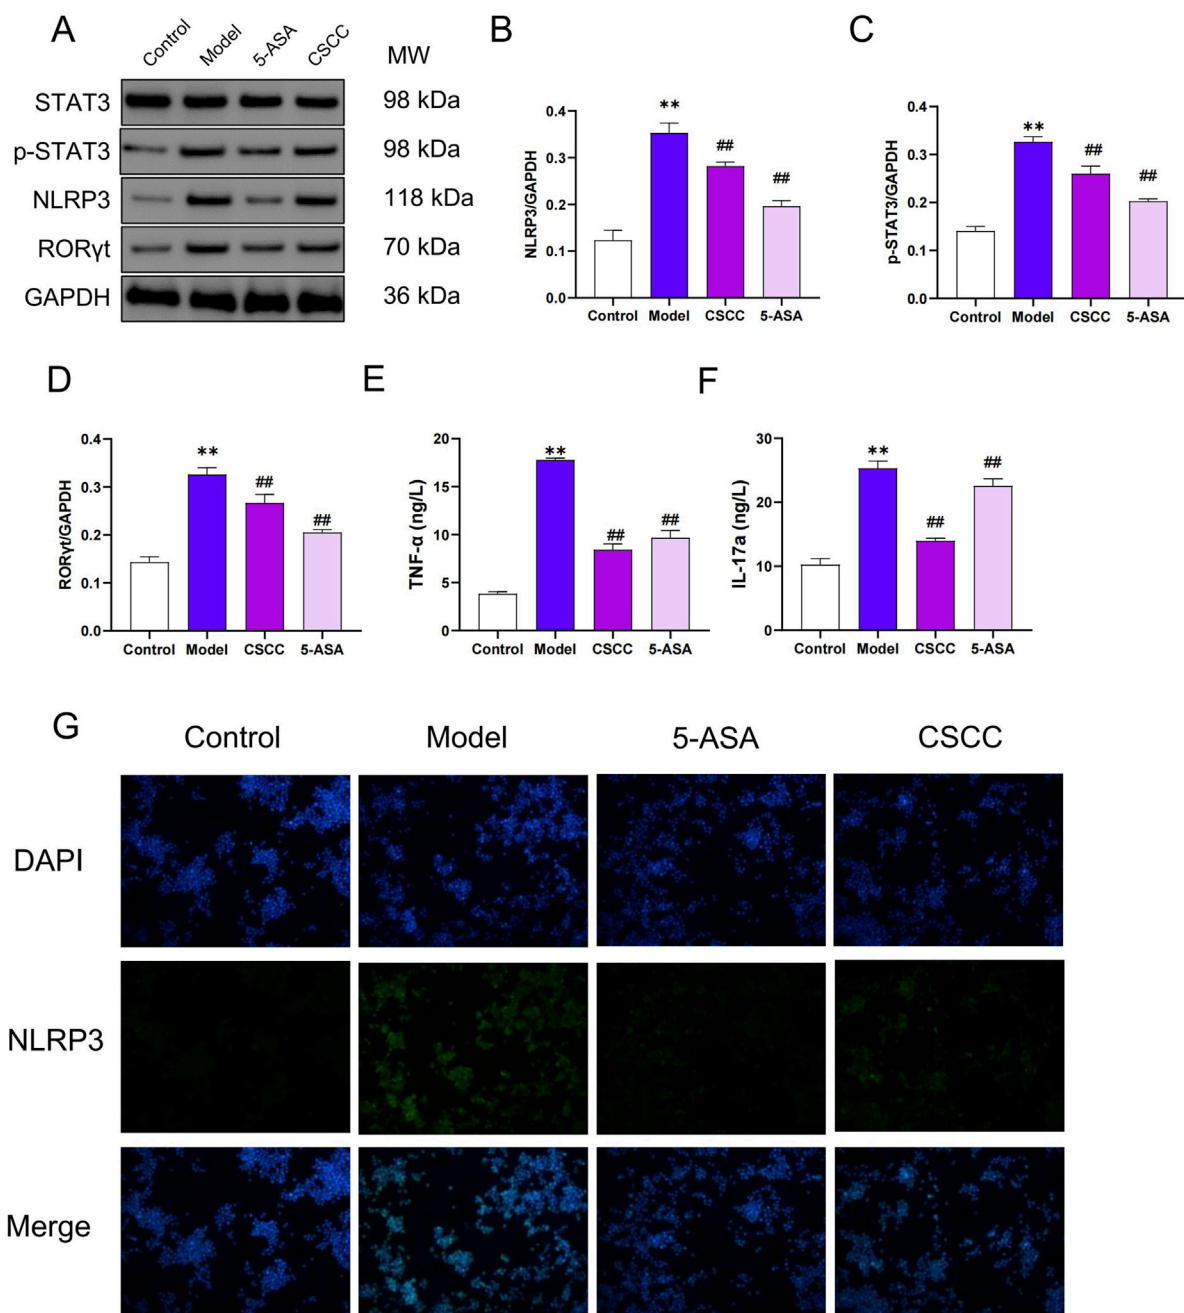 A
Control Model 5-ASA CSCC
MW
STAT3 98 kDa
p-STAT3 98 kDa
NLRP3 118 kDa
RORγt 70 kDa
GAPDH 36 kDa
B
NLRP3/GAPDH
0.4
0.3
0.2
0.1
0.0
**
##
##
Control Model CSCC 5-ASA
C
p-STAT3/GAPDH
0.4
0.3
0.2
0.1
0.0
**
##
##
Control Model CSCC 5-ASA
D
RORγt/GAPDH
0.4
0.3
0.2
0.1
0.0
**
##
##
Control Model CSCC 5-ASA
E
TNF-α (ng/L)
20
15
10
5
0
**
##
##
Control Model CSCC 5-ASA
F
IL-17a (ng/L)
30
20
10
0
**
##
##
Control Model CSCC 5-ASA
G
Control Model 5-ASA CSCC
DAPI
NLRP3
Merge